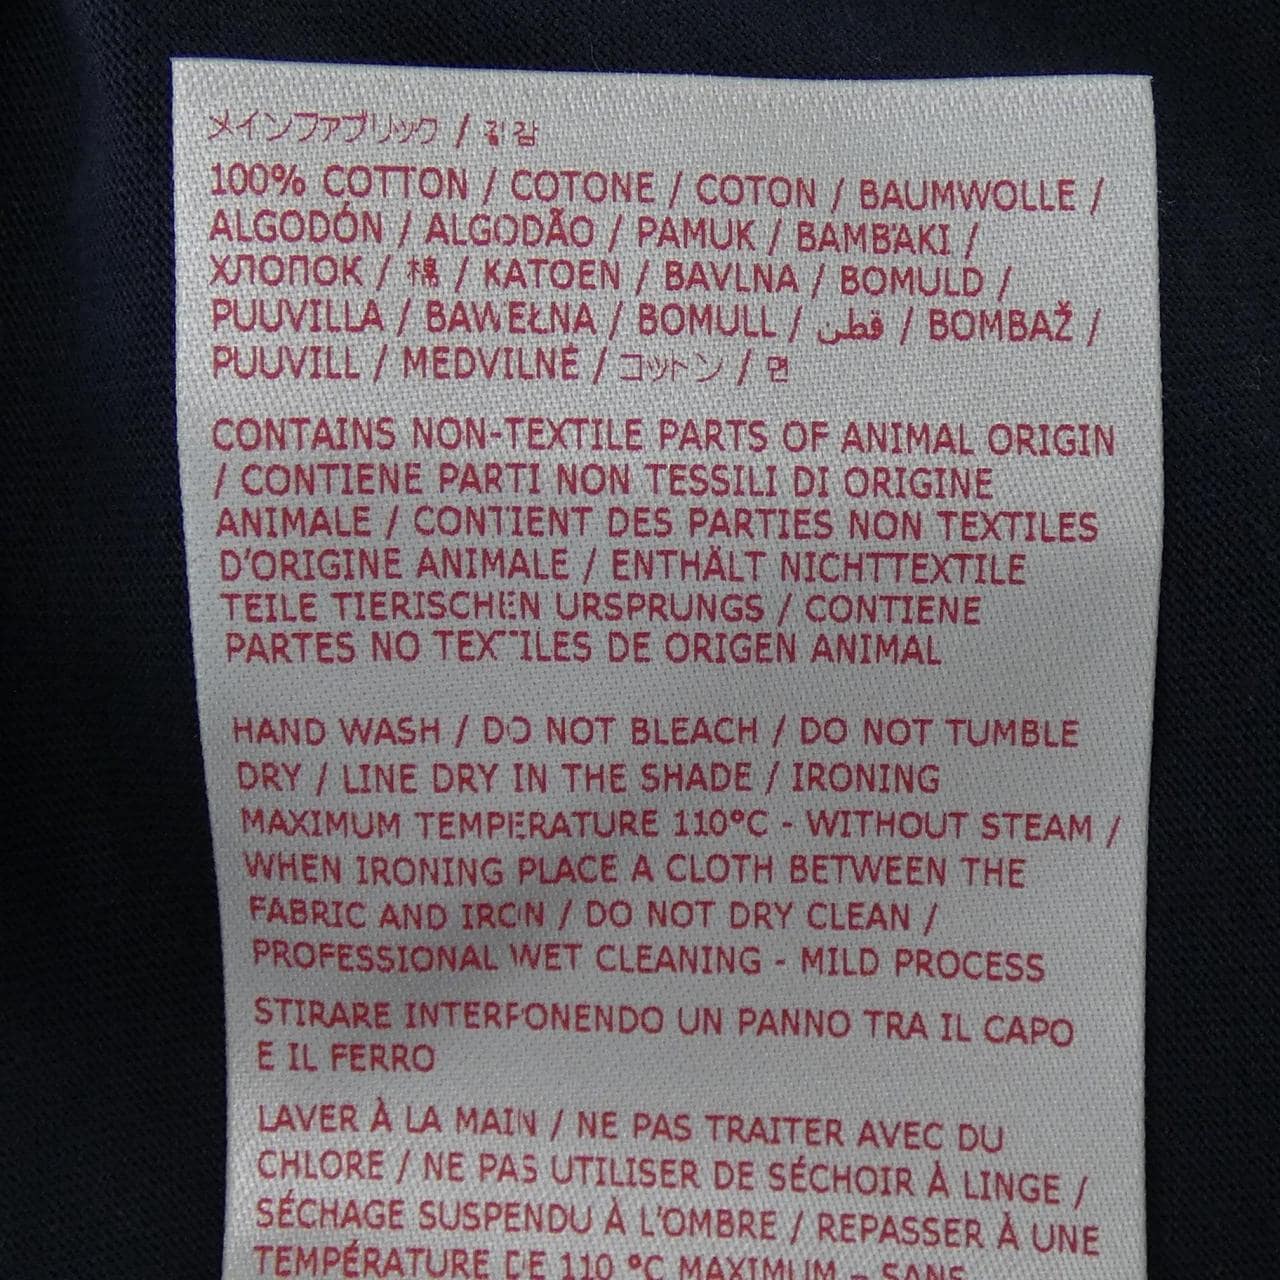 メインファブリック / 겉감
100% COTTON / COTONE / COTON / BAUMWOLLE /
ALGODÓN / ALGODÃO / PAMUK / BAMBAKI /
ХЛОПОК / 棉 / KATOEN / BAVLNA / BOMULD /
PUUVILLA / BAWEŁNA / BOMULL / قطن / BOMBAŽ /
PUUVILL / MEDVILNĖ / コットン / 면
CONTAINS NON-TEXTILE PARTS OF ANIMAL ORIGIN
/ CONTIENE PARTI NON TESSILI DI ORIGINE
ANIMALE / CONTIENT DES PARTIES NON TEXTILES
D'ORIGINE ANIMALE / ENTHÄLT NICHTTEXTILE
TEILE TIERISCHEN URSPRUNGS / CONTIENE
PARTES NO TEXTILES DE ORIGEN ANIMAL
HAND WASH / DO NOT BLEACH / DO NOT TUMBLE
DRY / LINE DRY IN THE SHADE / IRONING
MAXIMUM TEMPERATURE 110°C - WITHOUT STEAM /
WHEN IRONING PLACE A CLOTH BETWEEN THE
FABRIC AND IRON / DO NOT DRY CLEAN /
PROFESSIONAL WET CLEANING - MILD PROCESS
STIRARE INTERPONENDO UN PANNO TRA IL CAPO
E IL FERRO
LAVER À LA MAIN / NE PAS TRAITER AVEC DU
CHLORE / NE PAS UTILISER DE SÉCHOIR À LINGE /
SÉCHAGE SUSPENDU À L'OMBRE / REPASSER À UNE
TEMPÉRATURE DE 110 °C MAXIMUM – SANS